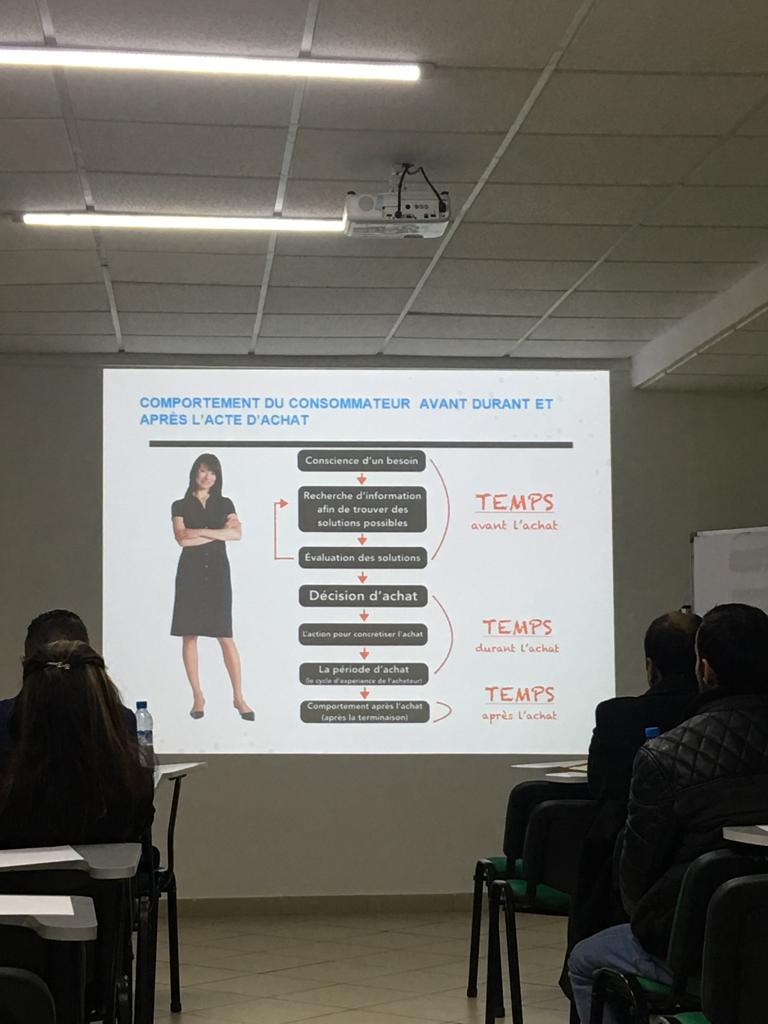 COMPORTEMENT DU CONSOMMATEUR AVANT DURANT ET
APRÈS L'ACTE D'ACHAT
Conscience d'un besoin
Recherche d'information
afin de trouver des
solutions possibles
Évaluation des solutions
TEMPS
avant l'achat
Décision d'achat
L'action pour concrétiser l'achat
La période d'achat
(le cycle d'expérience de l'acheteur)
TEMPS
durant l'achat
Comportement après l'achat
(après la terminaison)
TEMPS
après l'achat